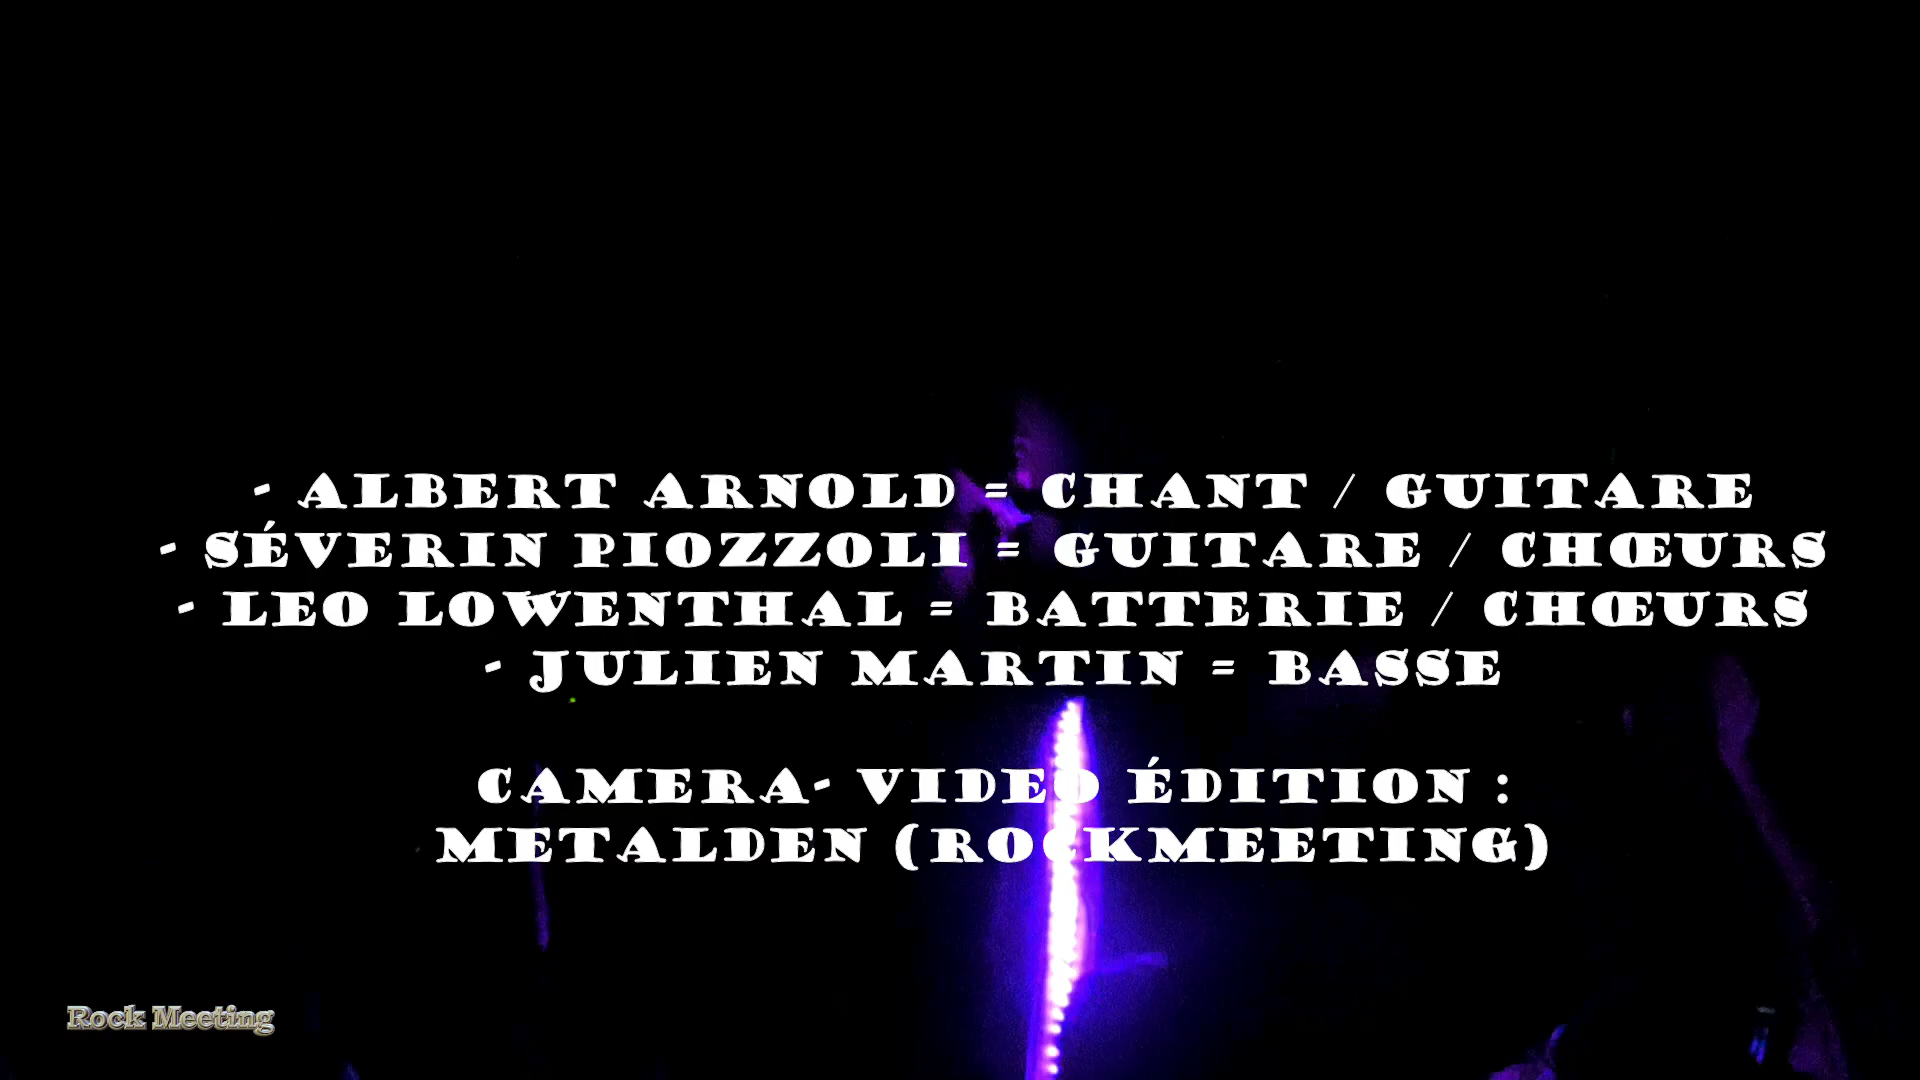 - ALBERT ARNOLD = CHANT / GUITARE
- SÉVERIN PIOZZOLI = GUITARE / CHŒURS
- LEO LOWENTHAL = BATTERIE / CHŒURS
- JULIEN MARTIN = BASSE
CAMERA- VIDEO ÉDITION :
METALDEN (ROCKMEETING)
Rock Meeting